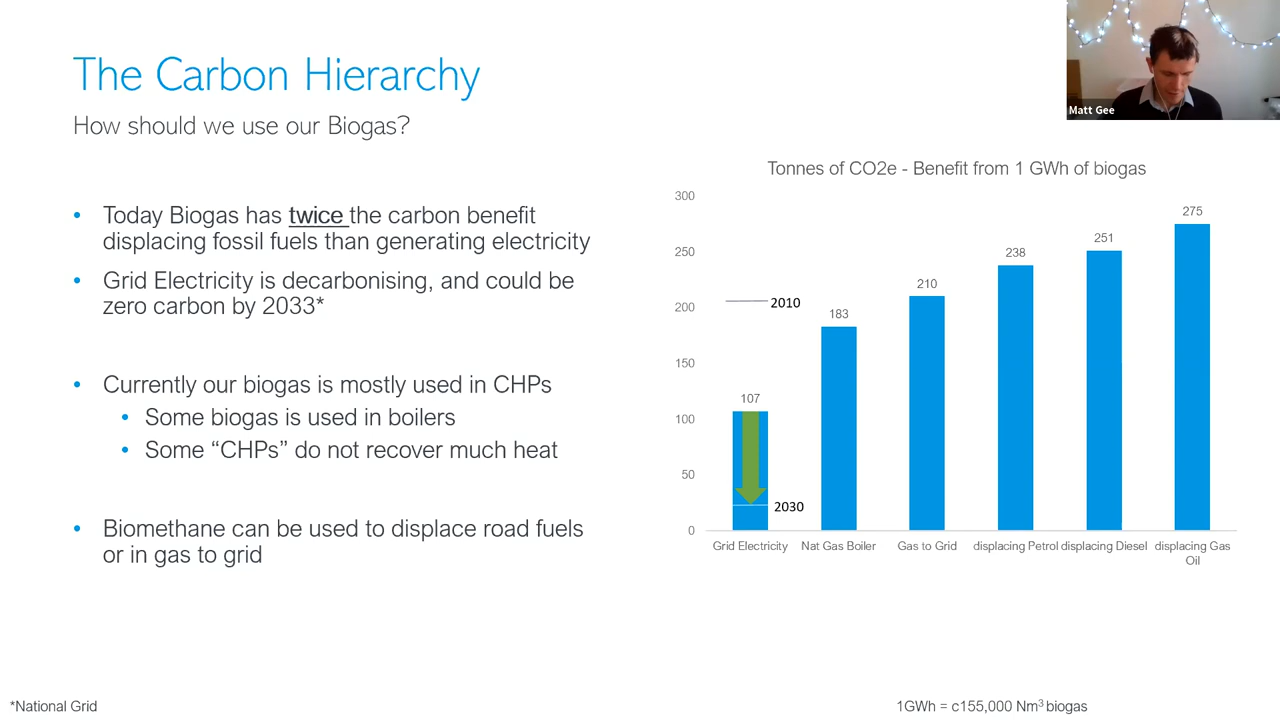 The Carbon Hierarchy
How should we use our Biogas?
• Today Biogas has twice the carbon benefit
displacing fossil fuels than generating electricity
• Grid Electricity is decarbonising, and could be
zero carbon by 2033*
• Currently our biogas is mostly used in CHPs
• Some biogas is used in boilers
• Some “CHPs” do not recover much heat
• Biomethane can be used to displace road fuels
or in gas to grid
*National Grid
Matt Gee
Tonnes of CO2e - Benefit from 1 GWh of biogas
300
250
200
150
100
50
0
107
183
210
238
251
275
2010
2030
Grid Electricity
Nat Gas Boiler
Gas to Grid
displacing Petrol
displacing Diesel
displacing Gas
Oil
1GWh = c155,000 Nm³ biogas